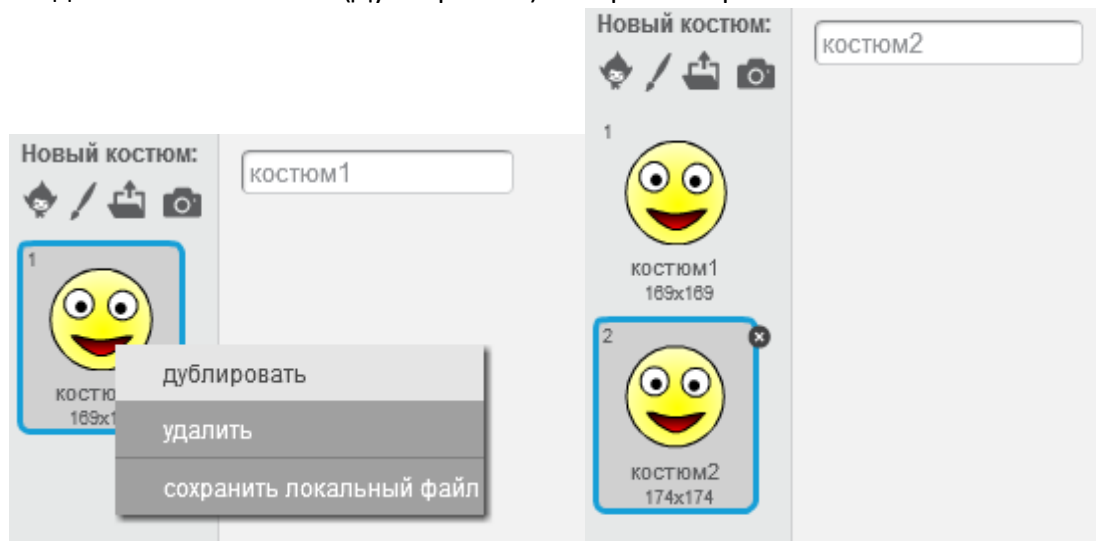 Новый костюм:
костюм1
1
169x1
дублировать
удалить
сохранить локальный файл
Новый костюм:
костюм2
1
костюм1
169x169
2
костюм2
174x174